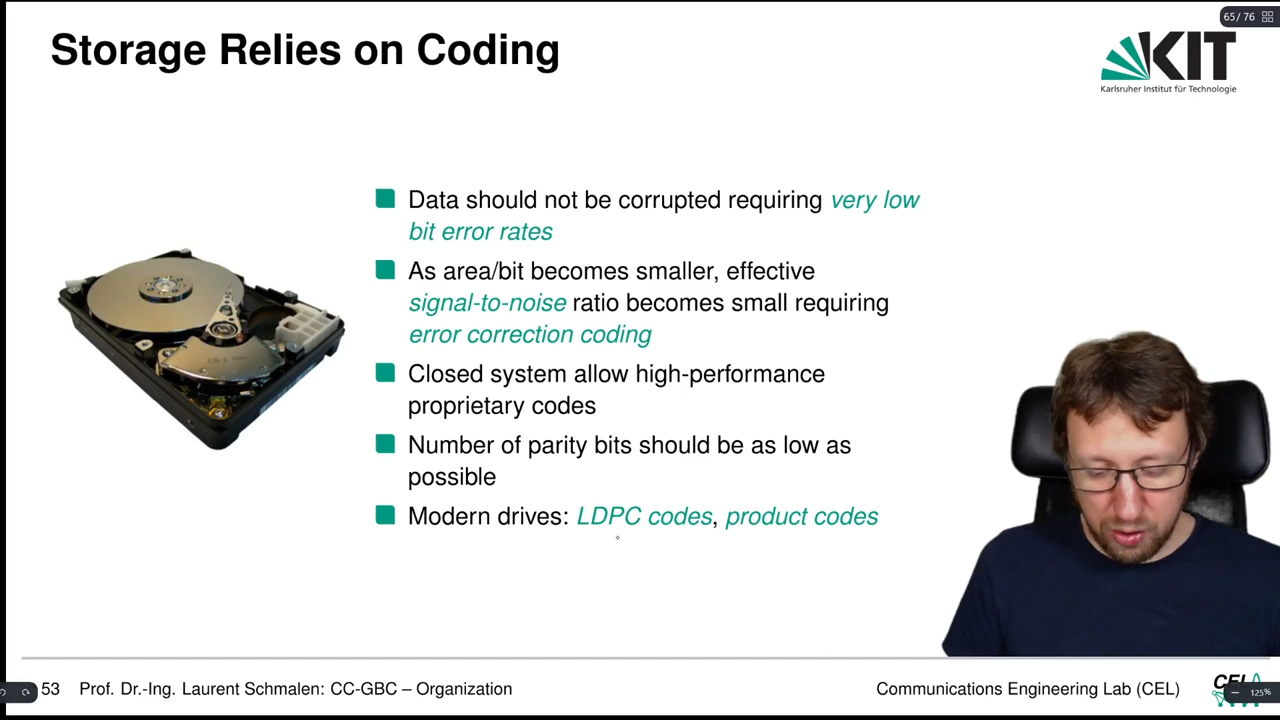 65 / 76
Storage Relies on Coding
KIT
Karlsruher Institut für Technologie
Data should not be corrupted requiring very low
bit error rates
As area/bit becomes smaller, effective
signal-to-noise ratio becomes small requiring
error correction coding
Closed system allow high-performance
proprietary codes
Number of parity bits should be as low as
possible
Modern drives: LDPC codes, product codes
53 Prof. Dr.-Ing. Laurent Schmalen: CC-GBC – Organization
Communications Engineering Lab (CEL)
CEL
125%